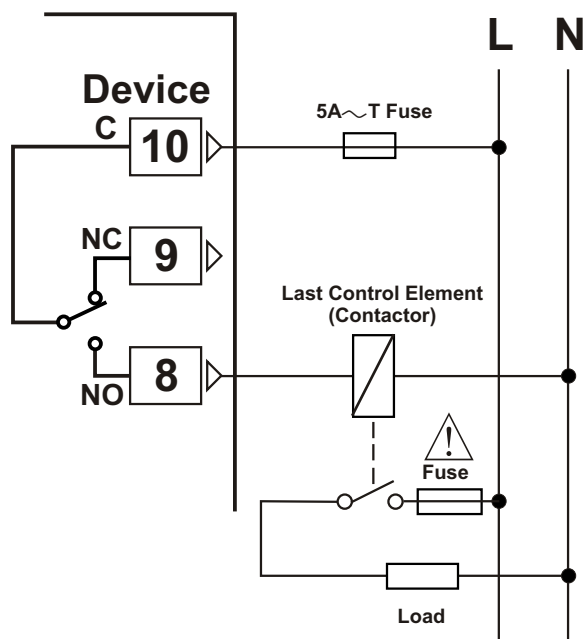 L N
Device
5A～T Fuse
C
10
NC
9
Last Control Element
(Contactor)
8
NO
Fuse
Load